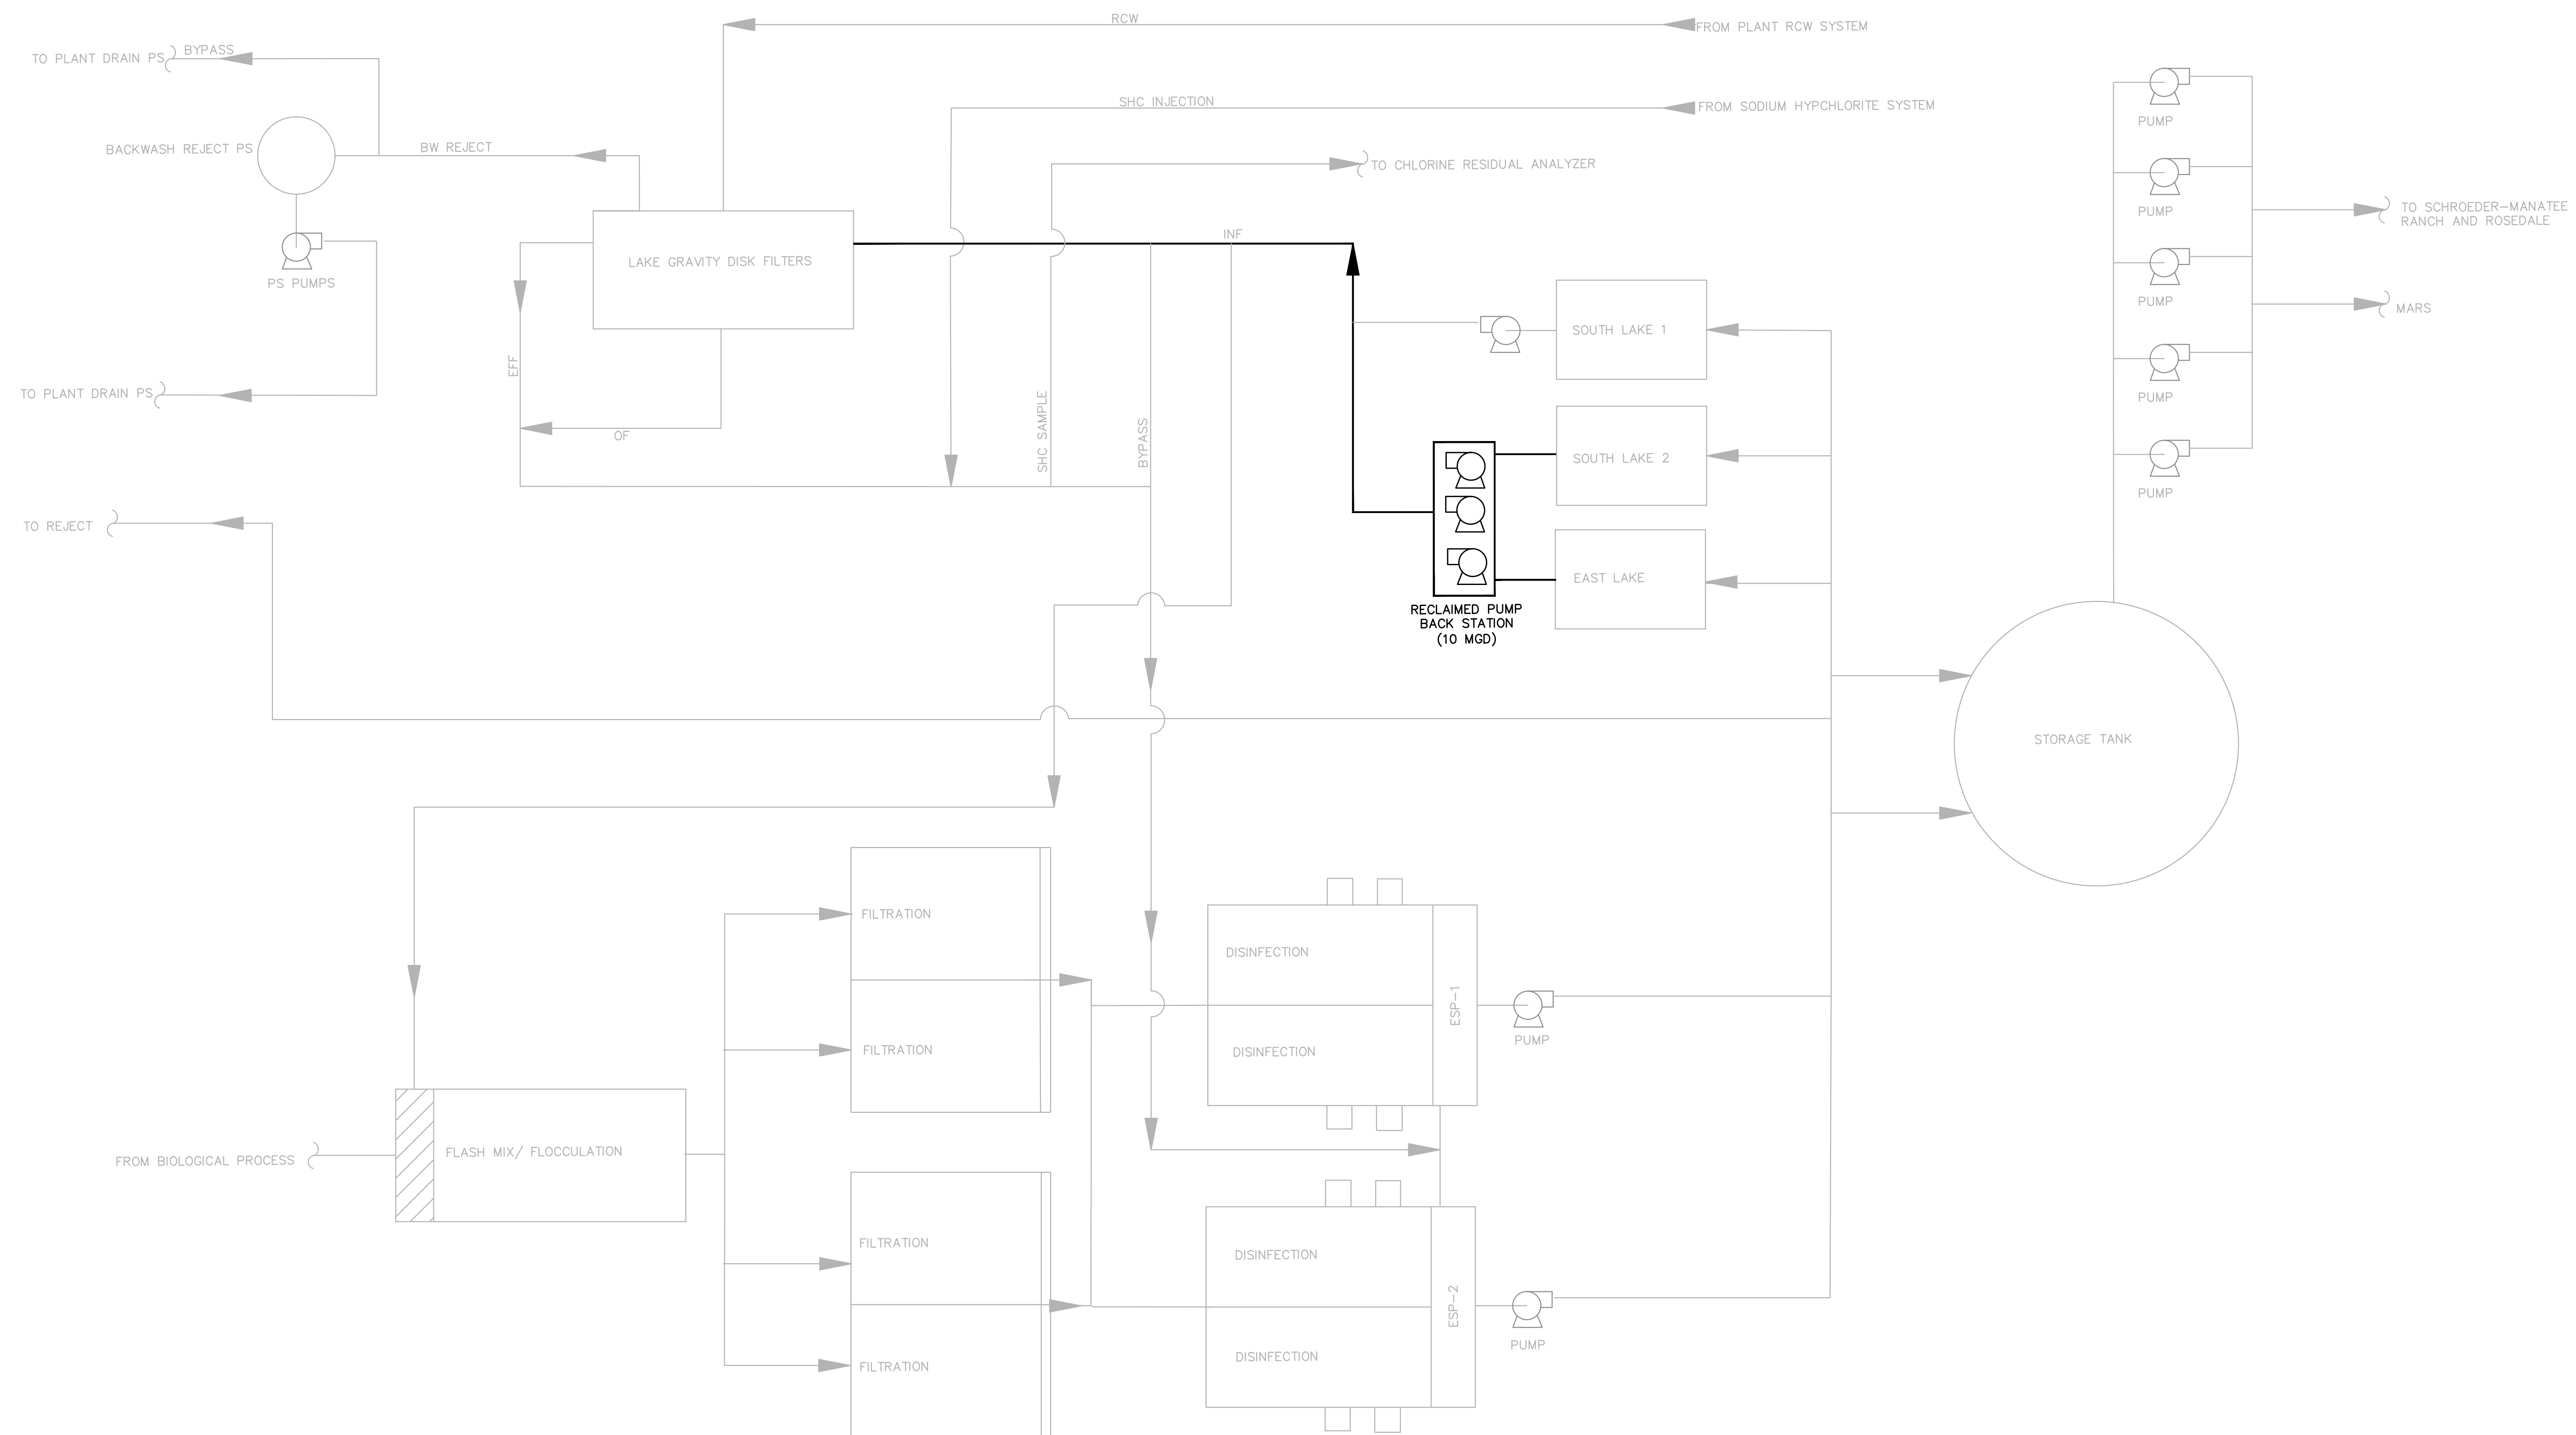 RCW
FROM PLANT RCW SYSTEM
BYPASS
TO PLANT DRAIN PS
SHC INJECTION
FROM SODIUM HYPCHLORITE SYSTEM
PUMP
BACKWASH REJECT PS
BW REJECT
TO CHLORINE RESIDUAL ANALYZER
PUMP
TO SCHROEDER-MANATEE
RANCH AND ROSEDALE
INF
LAKE GRAVITY DISK FILTERS
PS PUMPS
PUMP
MARS
SOUTH LAKE 1
EFF
TO PLANT DRAIN PS
PUMP
OF
SHC SAMPLE
BYPASS
SOUTH LAKE 2
PUMP
TO REJECT
EAST LAKE
RECLAIMED PUMP
BACK STATION
(10 MGD)
STORAGE TANK
FILTRATION
DISINFECTION
ESP-1
PUMP
FILTRATION
DISINFECTION
FROM BIOLOGICAL PROCESS
FLASH MIX/ FLOCCULATION
FILTRATION
DISINFECTION
ESP-2
PUMP
FILTRATION
DISINFECTION